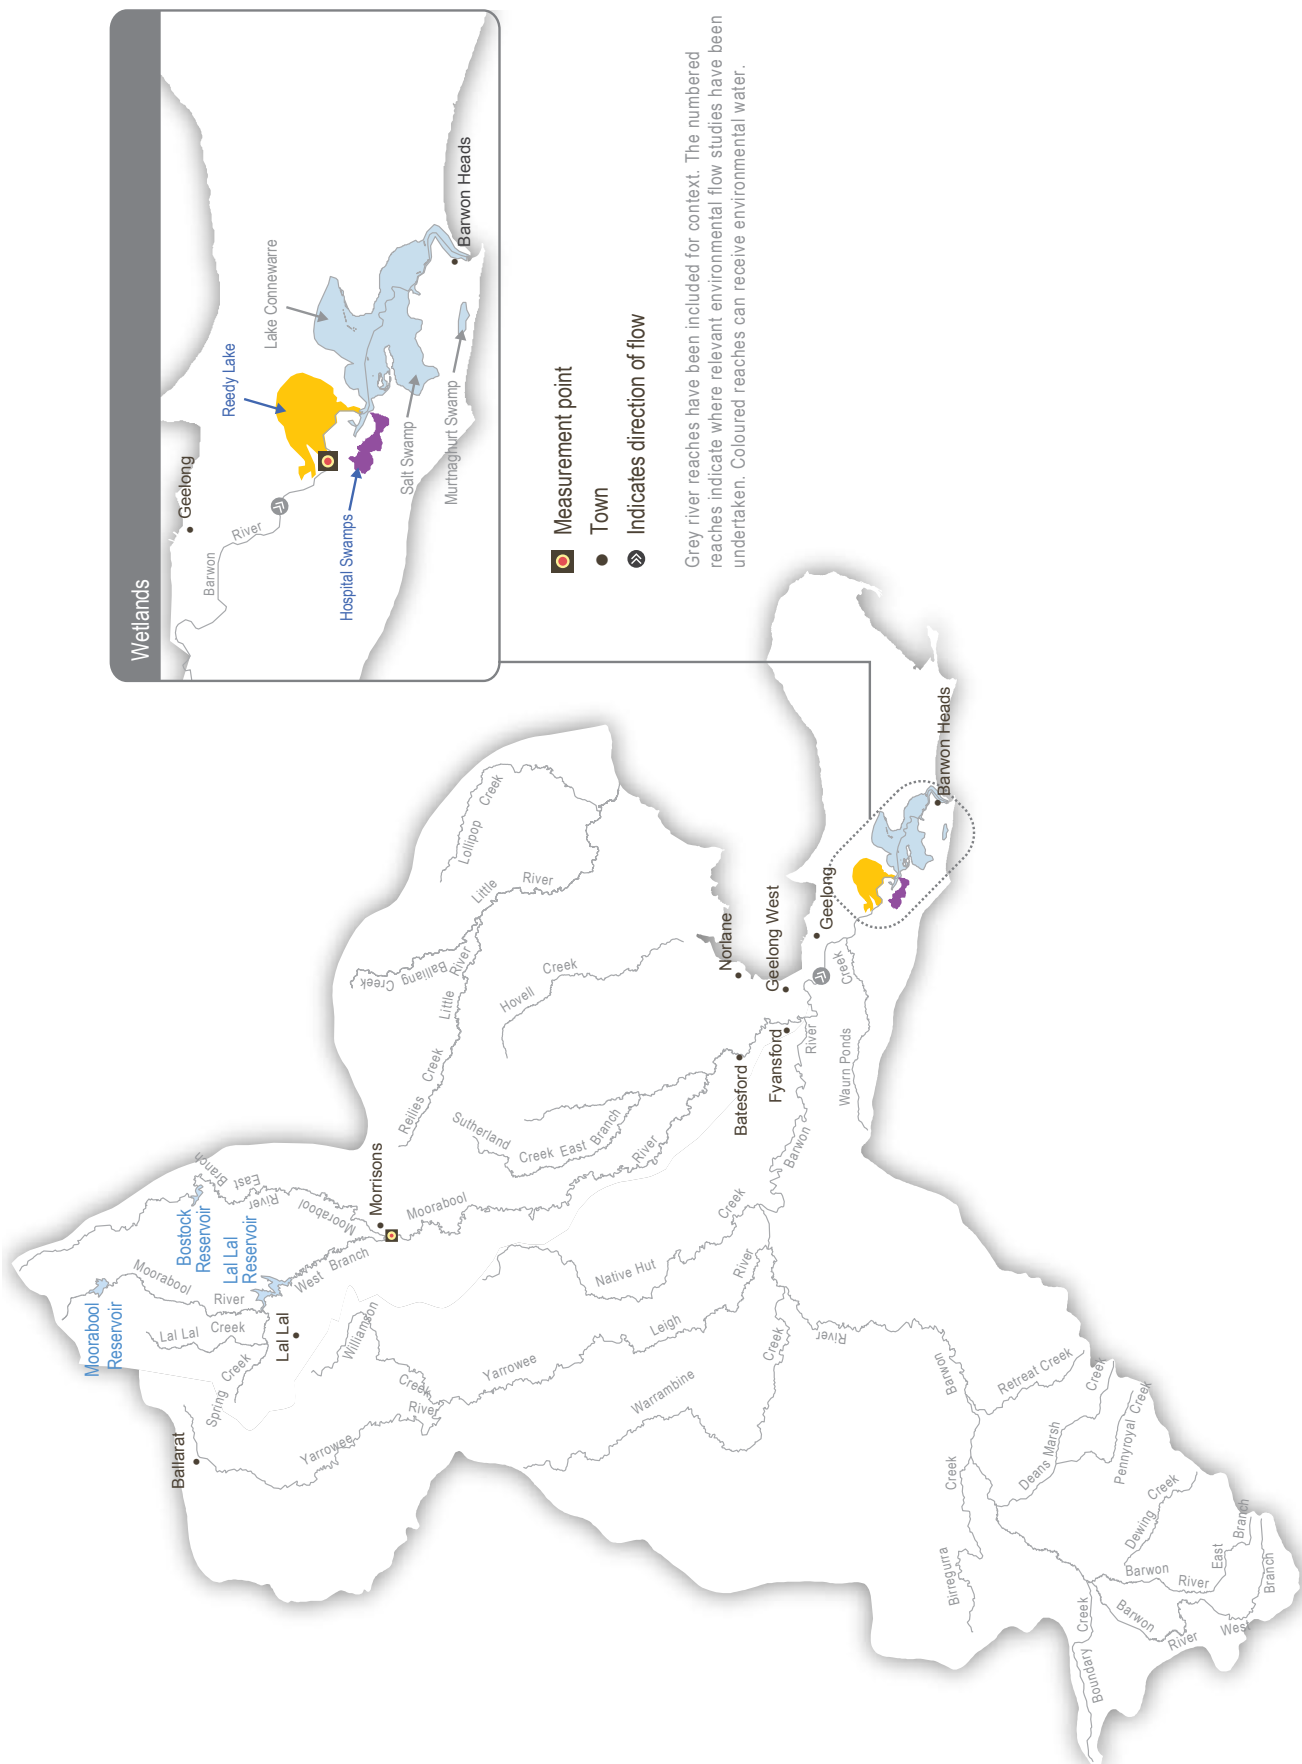 Wetlands
Geelong
Barwon
River
Reedy Lake
Lake Connewarre
Hospital Swamps
Salt Swamp
Murtnaghurt Swamp
Barwon Heads
Measurement point
Town
Indicates direction of flow
Grey river reaches have been included for context. The numbered
reaches indicate where relevant environmental flow studies have been
undertaken. Coloured reaches can receive environmental water.
Moorabool
Reservoir
Bostock
Reservoir
Lal Lal
Reservoir
Moorabool
River
East
Branch
Moorabool
River
West Branch
Lal Lal
Creek
Spring
Creek
Lal Lal
Ballarat
Morrisons
Moorabool
River
Williamson
Creek
Yarrowee
River
Yarrowee
Leigh
River
Warrambine
Creek
Native Hut
Creek
Sutherland
Creek East Branch
Reilies
Creek
Little
River
Balliang
Creek
Little
River
Lollipop
Creek
Hovell
Creek
Norlane
Geelong West
Geelong
Batesford
Fyansford
Barwon
River
Waurn Ponds
Creek
Barwon Heads
River
Barwon
Retreat Creek
Birregurra
Creek
Deans Marsh
Creek
Pennyroyal Creek
Dewing
Creek
Barwon
River
East
Branch
Barwon
River
West
Branch
Boundary
Creek